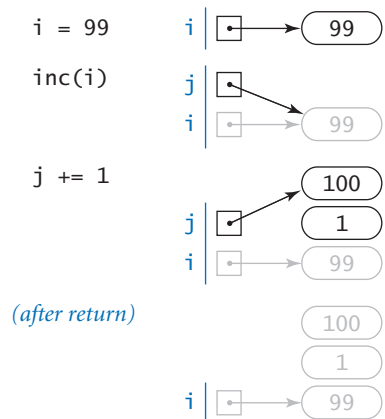 i = 99 i 99
inc(i) j
i 99
j += 1 100
j 1
i 99
(after return) 100
1
i 99